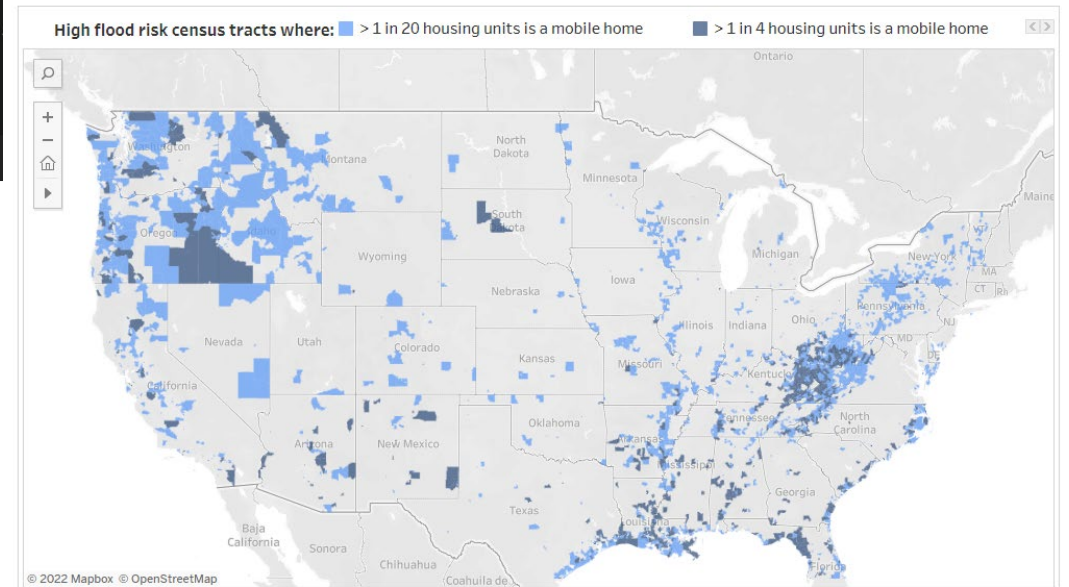 High flood risk census tracts where: > 1 in 20 housing units is a mobile home > 1 in 4 housing units is a mobile home
Ontario
Washington
Montana
North
Dakota
Minnesota
Maine
South
Dakota
Wisconsin
Oregon
Idaho
Wyoming
Michigan
VT
New York
MA
CT
Iowa
Nebraska
Pennsylvania
Illinois
Indiana
Ohio
NJ
Nevada
Utah
Colorado
MD
DE
Kansas
Missouri
Kentucky
California
Tennessee
North
Carolina
Oklahoma
Arkansas
Arizona
New Mexico
Mississippi
Georgia
Texas
Louisiana
Baja
California
Sonora
Chihuahua
Florida
Coahuila de
© 2022 Mapbox © OpenStreetMap